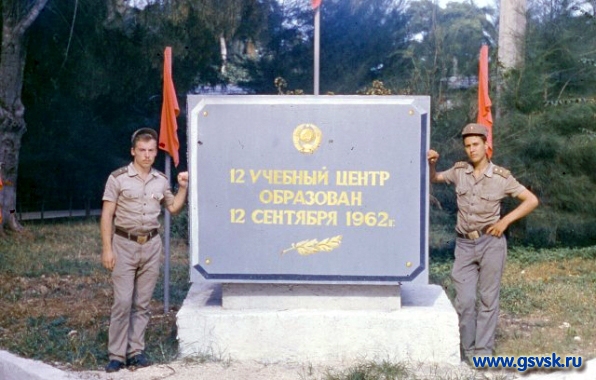 12 УЧЕБНЫЙ ЦЕНТР
ОБРАЗОВАН
12 СЕНТЯБРЯ 1962г.
www.gsvsk.ru